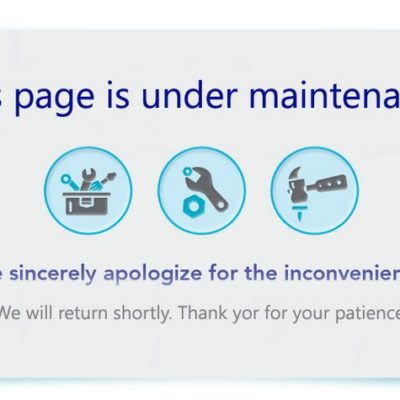 s page is under maintena
e sincerely apologize for the inconvenien
We will return shortly. Thank yor for your patience